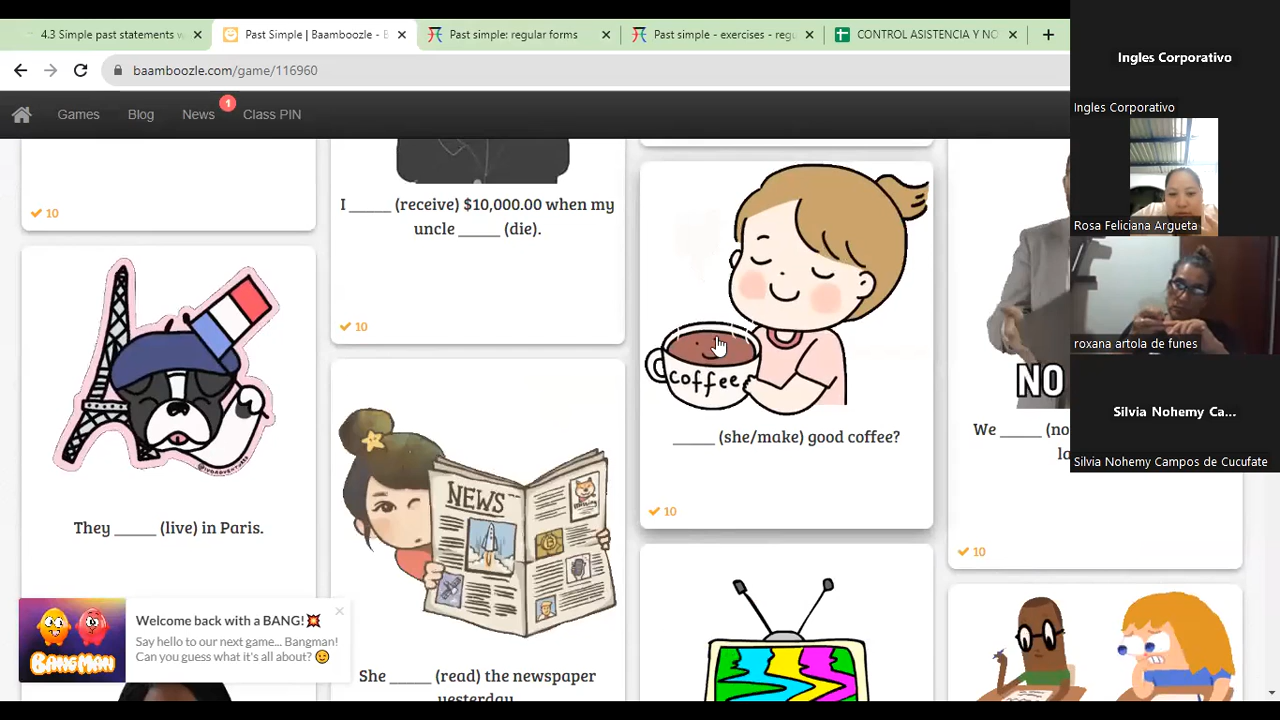 4.3 Simple past statements w
Past Simple | Baamboozle - B
Past simple: regular forms
Past simple - exercises - regu
CONTROL ASISTENCIA Y NO
baamboozle.com/game/116960
Games
Blog
News
1
Class PIN
10
I _____ (receive) $10,000.00 when my
uncle _____ (die).
10
They _____ (live) in Paris.
NEWS
She _____ (read) the newspaper
yesterday
coffee
_____ (she/make) good coffee?
10
NO
We _____ (no
la
10
Welcome back with a BANG!💥
Say hello to our next game... Bangman!
Can you guess what it's all about? 😉
BANGMAN
Ingles Corporativo
Ingles Corporativo
Rosa Feliciana Argueta
roxana artola de funes
Silvia Nohemy Ca...
Silvia Nohemy Campos de Cucufate